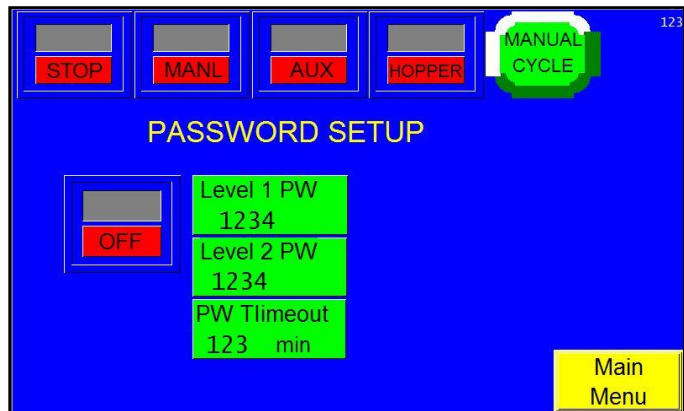 123
STOP MANL AUX HOPPER MANUAL
CYCLE
PASSWORD SETUP
OFF
Level 1 PW
1234
Level 2 PW
1234
PW TIimeout
123 min
Main
Menu